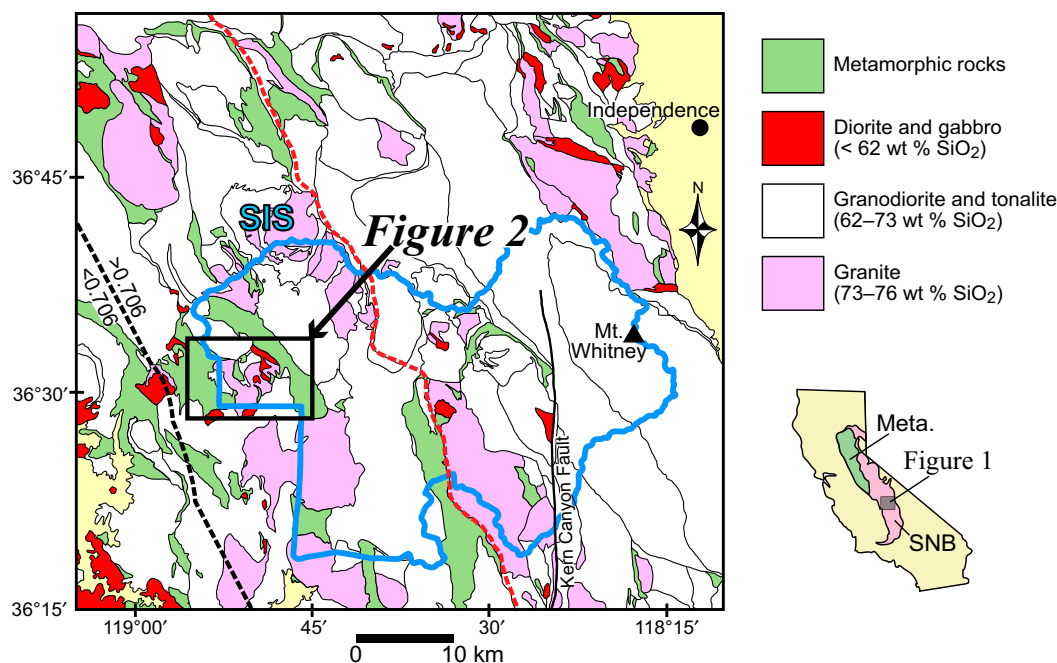 Independence
N
36°45′
SIS
Figure 2
>0.706
<0.706
Mt.
Whitney
36°30′
Kern Canyon Fault
36°15′
119°00′
45′
30′
118°15′
0
10 km
Metamorphic rocks
Diorite and gabbro
(< 62 wt % SiO₂)
Granodiorite and tonalite
(62–73 wt % SiO₂)
Granite
(73–76 wt % SiO₂)
Meta.
Figure 1
SNB